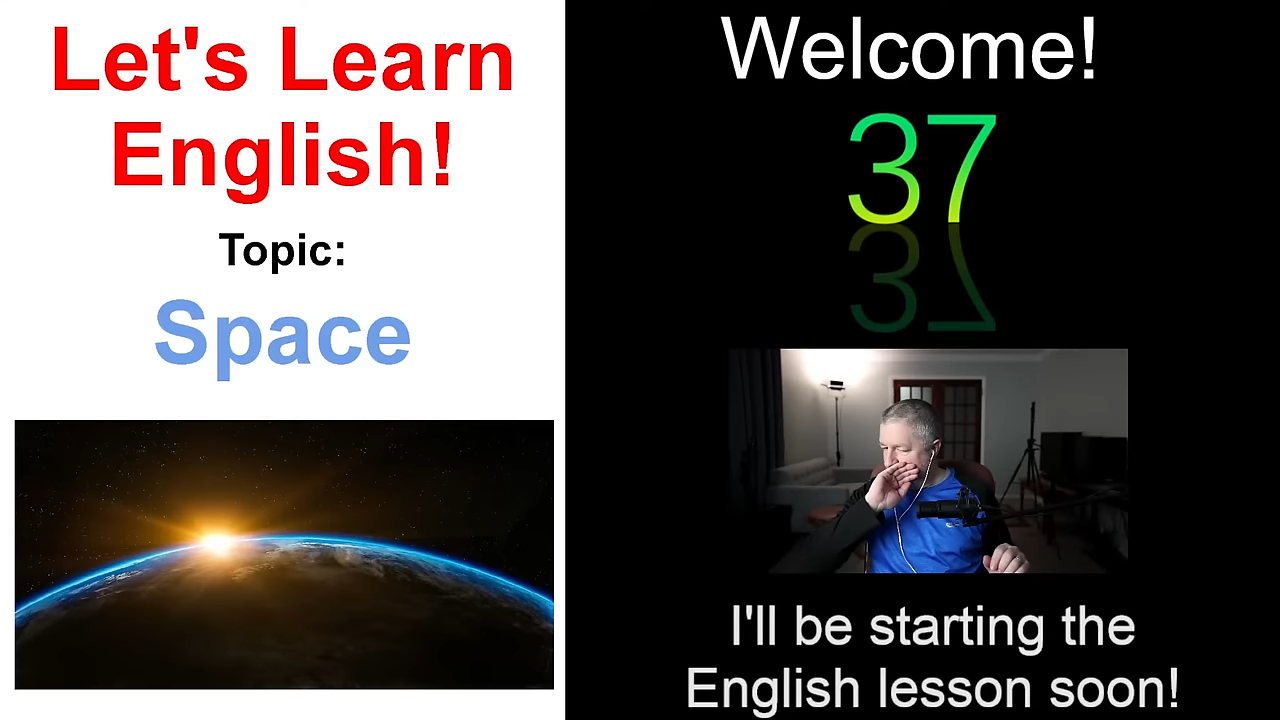 Let's Learn
English!
Topic:
Space
Welcome!
37
I'll be starting the
English lesson soon!